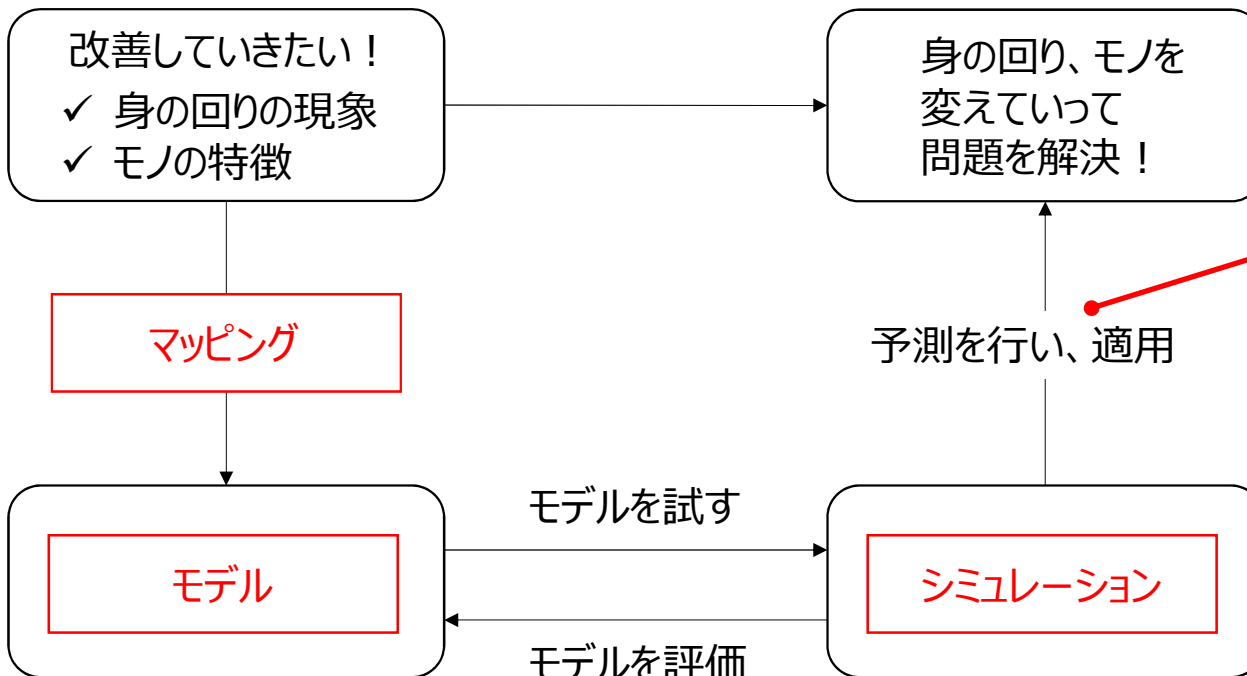 改善していきたい！
✓ 身の回りの現象
✓ モノの特徴
身の回り、モノを
変えていって
問題を解決！
マッピング
予測を行い、適用
モデルを試す
モデル
シミュレーション
モデルを評価